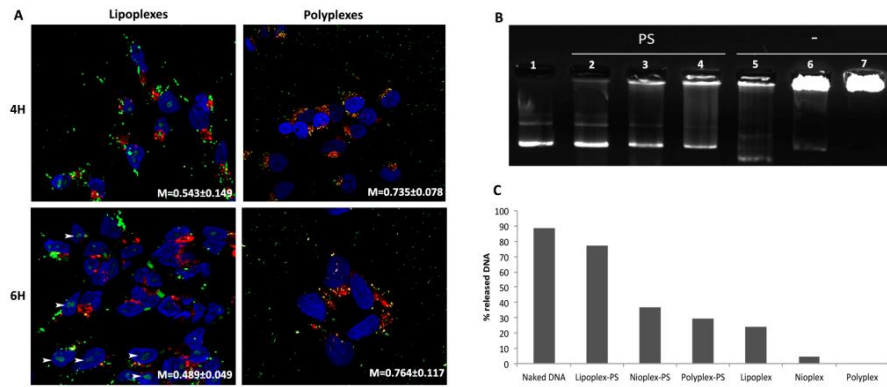 A
Lipoplexes
Polyplexes
4H
M=0.543±0.149
M=0.735±0.078
6H
M=0.489±0.049
M=0.764±0.117
B
PS
-
1 2 3 4 5 6 7
C
% released DNA
100
90
80
70
60
50
40
30
20
10
0
Naked DNA Lipoplex-PS Nioplex-PS Polyplex-PS Lipoplex Nioplex Polyplex